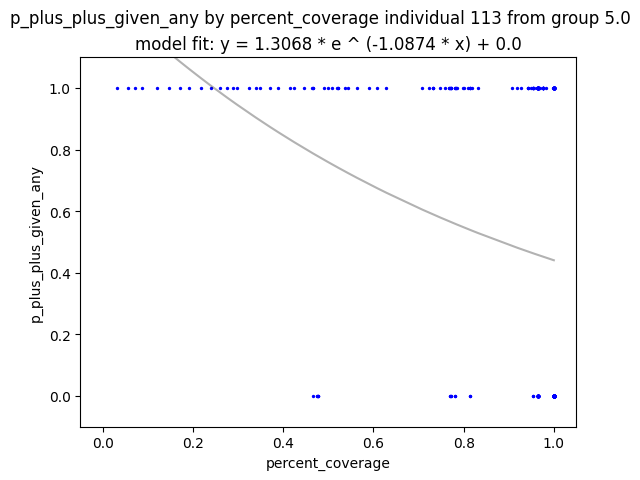 p_plus_plus_given_any by percent_coverage individual 113 from group 5.0
model fit: y = 1.3068 * e ^ (-1.0874 * x) + 0.0
1.0
0.8
0.6
0.4
0.2
0.0
p_plus_plus_given_any
0.0 0.2 0.4 0.6 0.8 1.0
percent_coverage